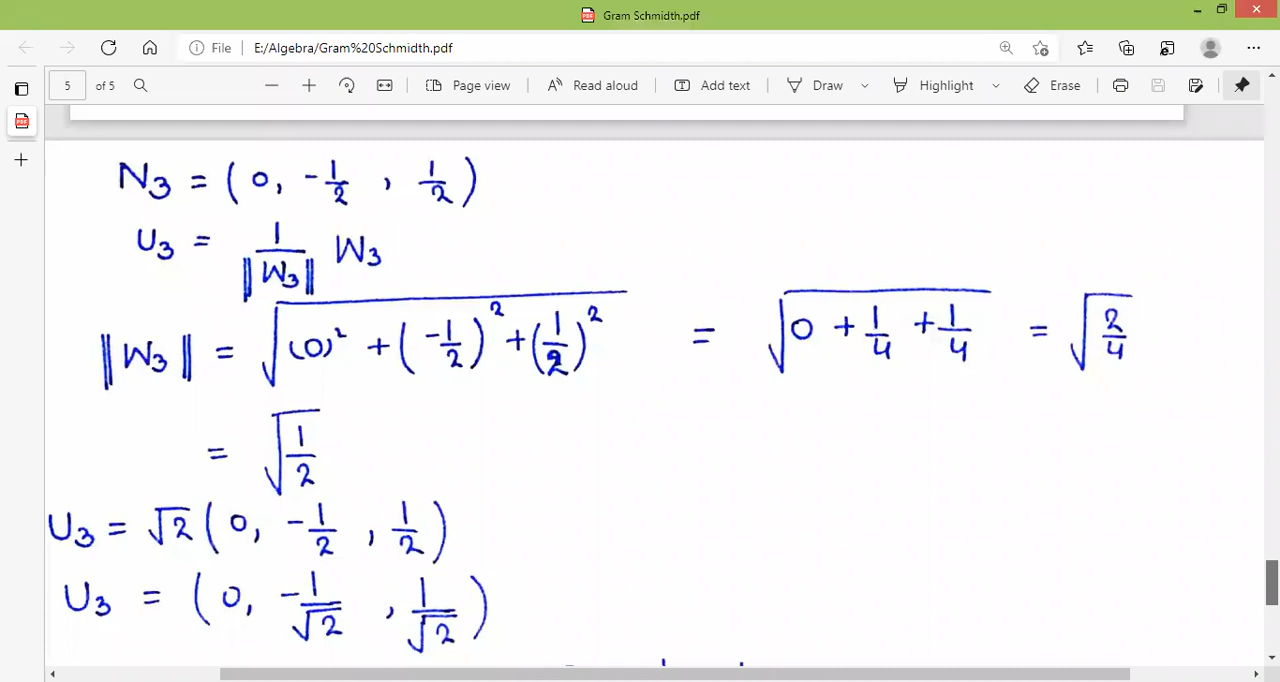 Gram Schmidth.pdf
File E:/Algebra/Gram%20Schmidth.pdf
5 of 5 Page view Read aloud Add text Draw Highlight Erase
N3 = (0, -1/2, 1/2)
U3 = 1/||W3|| W3
||W3|| = √((0)² + (-1/2)² + (1/2)²) = √(0 + 1/4 + 1/4) = √(2/4)
= √(1/2)
U3 = √2 (0, -1/2, 1/2)
U3 = (0, -1/√2, 1/√2)